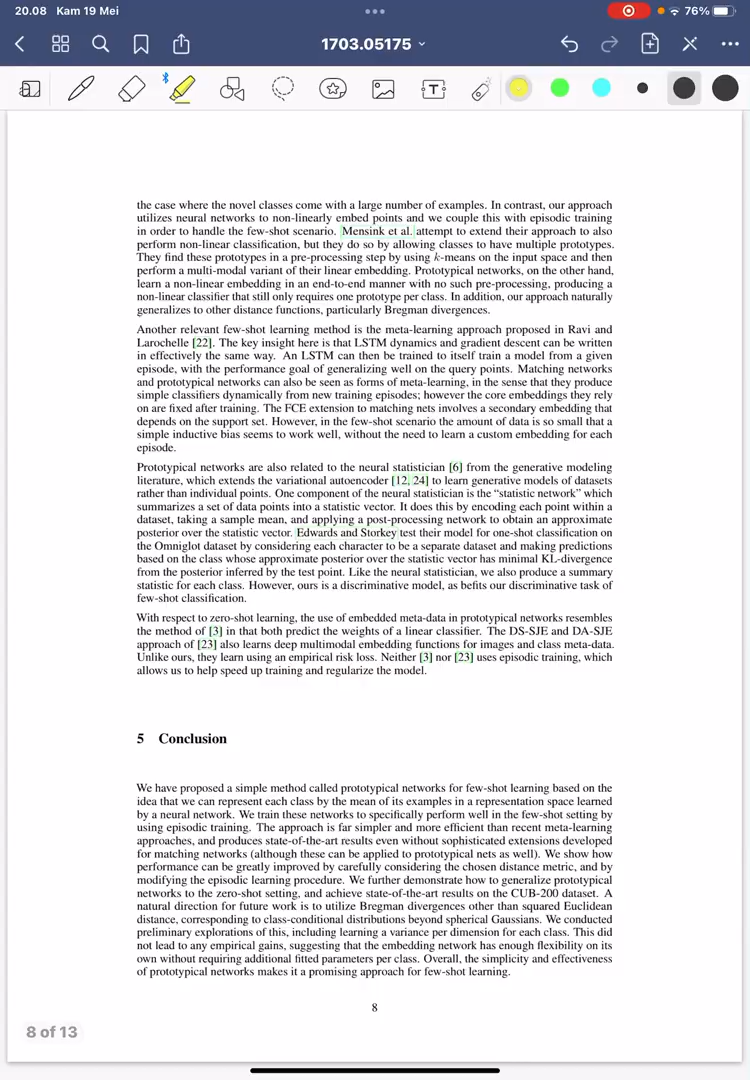 20.08 Kam 19 Mei
76%
1703.05175
T
the case where the novel classes come with a large number of examples. In contrast, our approach
utilizes neural networks to non-linearly embed points and we couple this with episodic training
in order to handle the few-shot scenario. Mensink et al. attempt to extend their approach to also
perform non-linear classification, but they do so by allowing classes to have multiple prototypes.
They find these prototypes in a pre-processing step by using k-means on the input space and then
perform a multi-modal variant of their linear embedding. Prototypical networks, on the other hand,
learn a non-linear embedding in an end-to-end manner with no such pre-processing, producing a
non-linear classifier that still only requires one prototype per class. In addition, our approach naturally
generalizes to other distance functions, particularly Bregman divergences.
Another relevant few-shot learning method is the meta-learning approach proposed in Ravi and
Larochelle [22]. The key insight here is that LSTM dynamics and gradient descent can be written
in effectively the same way. An LSTM can then be trained to itself train a model from a given
episode, with the performance goal of generalizing well on the query points. Matching networks
and prototypical networks can also be seen as forms of meta-learning, in the sense that they produce
simple classifiers dynamically from new training episodes; however the core embeddings they rely
on are fixed after training. The FCE extension to matching nets involves a secondary embedding that
depends on the support set. However, in the few-shot scenario the amount of data is so small that a
simple inductive bias seems to work well, without the need to learn a custom embedding for each
episode.
Prototypical networks are also related to the neural statistician [6] from the generative modeling
literature, which extends the variational autoencoder [12, 24] to learn generative models of datasets
rather than individual points. One component of the neural statistician is the “statistic network” which
summarizes a set of data points into a statistic vector. It does this by encoding each point within a
dataset, taking a sample mean, and applying a post-processing network to obtain an approximate
posterior over the statistic vector. Edwards and Storkey test their model for one-shot classification on
the Omniglot dataset by considering each character to be a separate dataset and making predictions
based on the class whose approximate posterior over the statistic vector has minimal KL-divergence
from the posterior inferred by the test point. Like the neural statistician, we also produce a summary
statistic for each class. However, ours is a discriminative model, as befits our discriminative task of
few-shot classification.
With respect to zero-shot learning, the use of embedded meta-data in prototypical networks resembles
the method of [3] in that both predict the weights of a linear classifier. The DS-SJE and DA-SJE
approach of [23] also learns deep multimodal embedding functions for images and class meta-data.
Unlike ours, they learn using an empirical risk loss. Neither [3] nor [23] uses episodic training, which
allows us to help speed up training and regularize the model.
5 Conclusion
We have proposed a simple method called prototypical networks for few-shot learning based on the
idea that we can represent each class by the mean of its examples in a representation space learned
by a neural network. We train these networks to specifically perform well in the few-shot setting by
using episodic training. The approach is far simpler and more efficient than recent meta-learning
approaches, and produces state-of-the-art results even without sophisticated extensions developed
for matching networks (although these can be applied to prototypical nets as well). We show how
performance can be greatly improved by carefully considering the chosen distance metric, and by
modifying the episodic learning procedure. We further demonstrate how to generalize prototypical
networks to the zero-shot setting, and achieve state-of-the-art results on the CUB-200 dataset. A
natural direction for future work is to utilize Bregman divergences other than squared Euclidean
distance, corresponding to class-conditional distributions beyond spherical Gaussians. We conducted
preliminary explorations of this, including learning a variance per dimension for each class. This did
not lead to any empirical gains, suggesting that the embedding network has enough flexibility on its
own without requiring additional fitted parameters per class. Overall, the simplicity and effectiveness
of prototypical networks makes it a promising approach for few-shot learning.
8
8 of 13